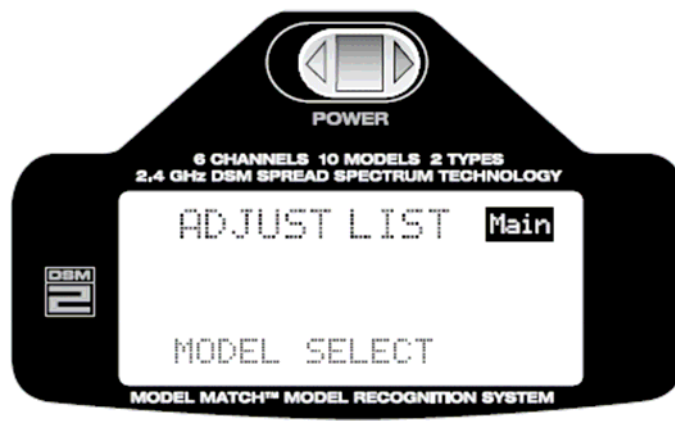 POWER
6 CHANNELS 10 MODELS 2 TYPES
2.4 GHz DSM SPREAD SPECTRUM TECHNOLOGY
ADJUST LIST Main
DSM
2
MODEL SELECT
MODEL MATCH™ MODEL RECOGNITION SYSTEM